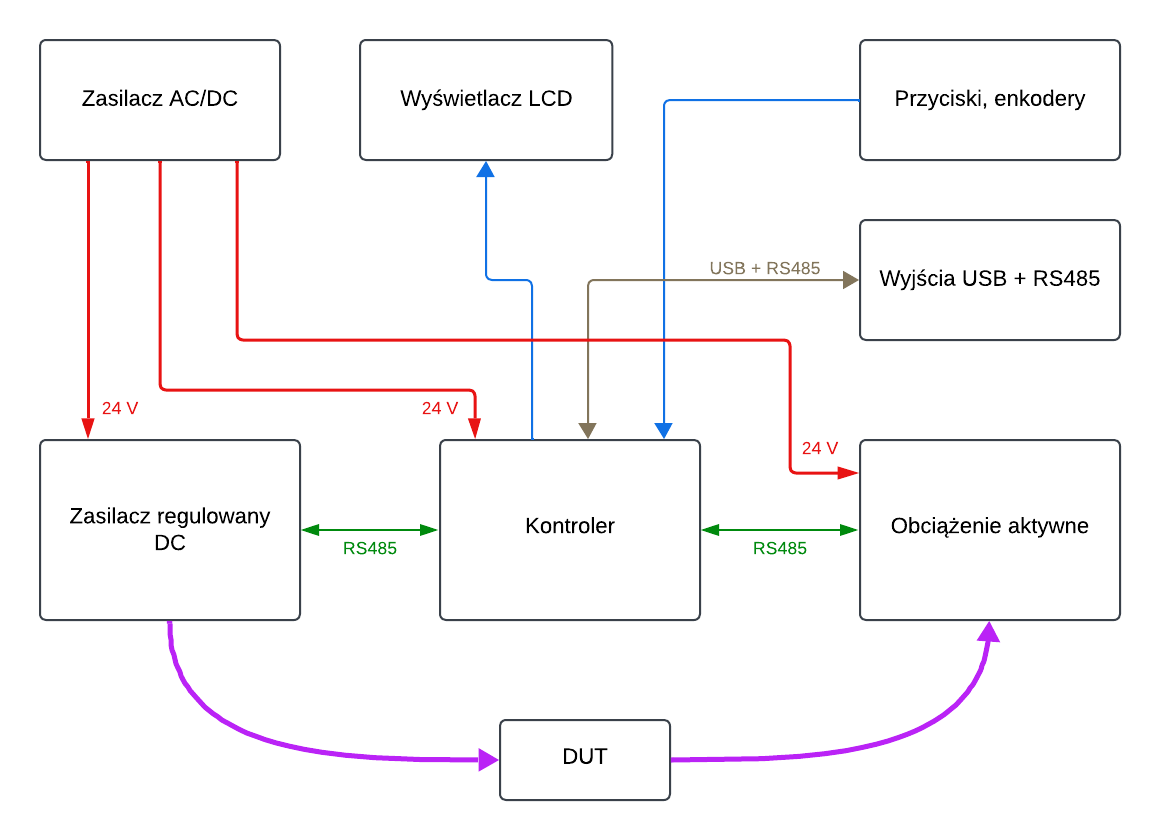 Zasilacz AC/DC
Wyświetlacz LCD
Przyciski, enkodery
USB + RS485
Wyjścia USB + RS485
24 V
24 V
24 V
Zasilacz regulowany
DC
RS485
Kontroler
RS485
Obciążenie aktywne
DUT